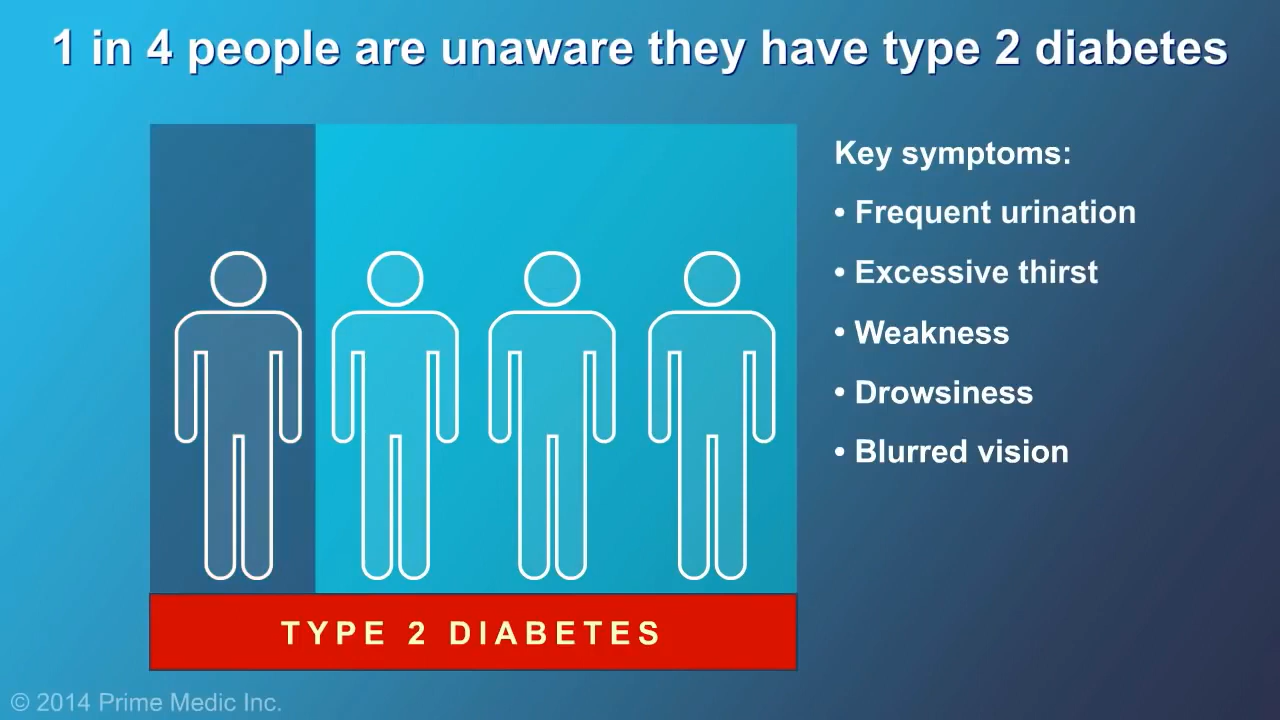 1 in 4 people are unaware they have type 2 diabetes
Key symptoms:
• Frequent urination
• Excessive thirst
• Weakness
• Drowsiness
• Blurred vision
TYPE 2 DIABETES
© 2014 Prime Medic Inc.